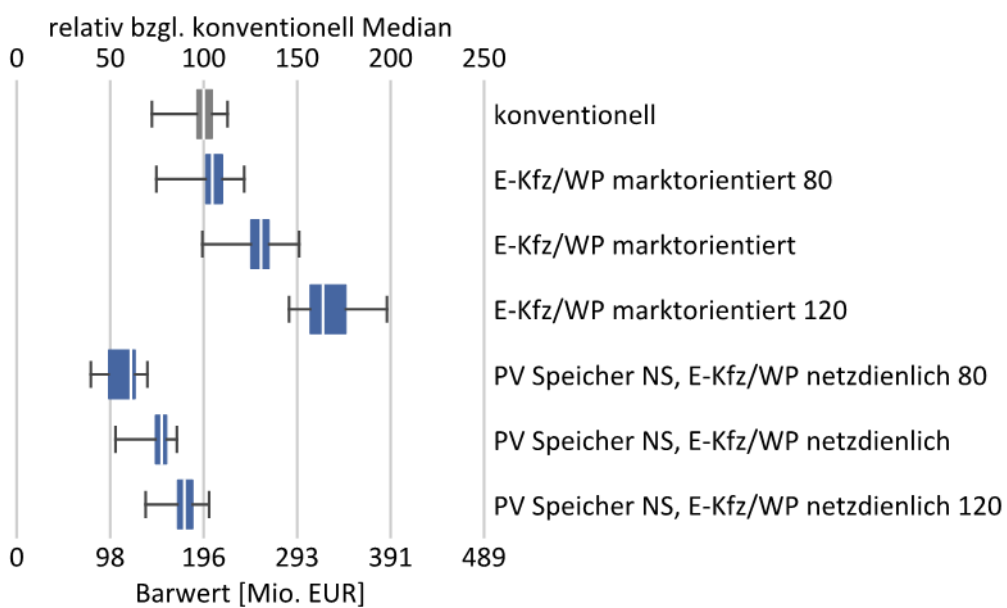 relativ bzgl. konventionell Median
0 50 100 150 200 250
konventionell
E-Kfz/WP marktorientiert 80
E-Kfz/WP marktorientiert
E-Kfz/WP marktorientiert 120
PV Speicher NS, E-Kfz/WP netzdienlich 80
PV Speicher NS, E-Kfz/WP netzdienlich
PV Speicher NS, E-Kfz/WP netzdienlich 120
0 98 196 293 391 489
Barwert [Mio. EUR]